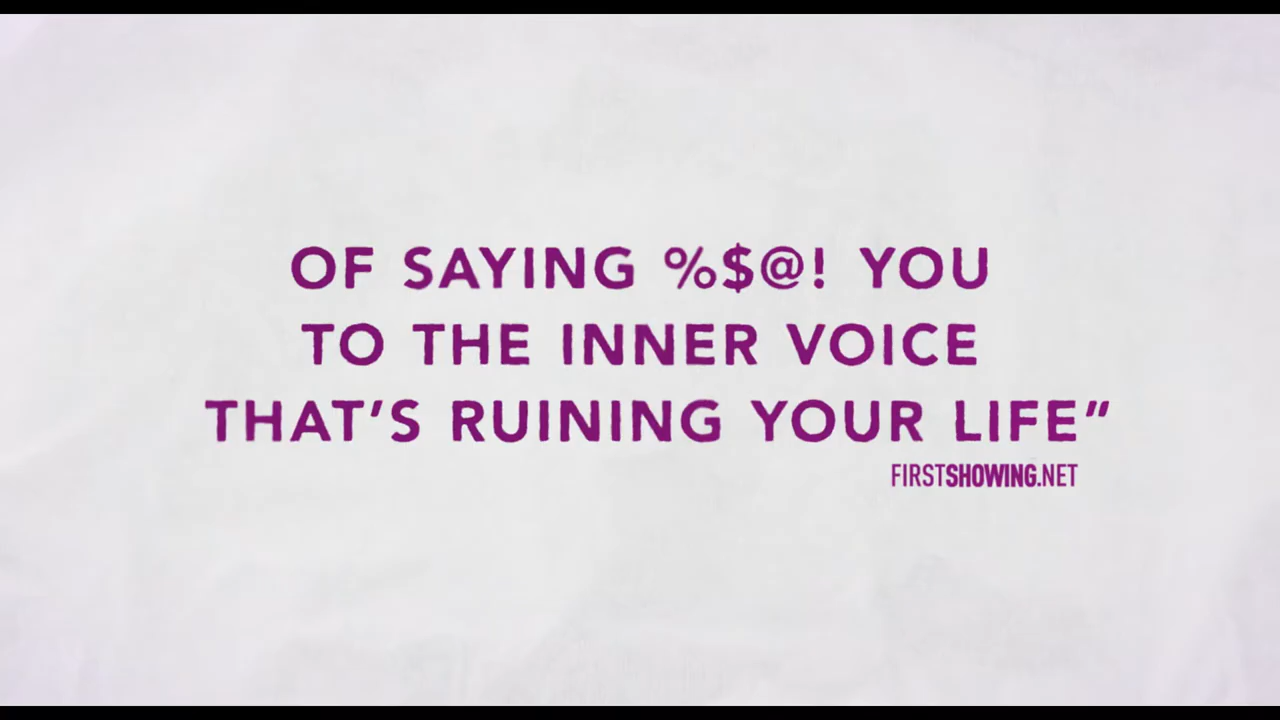 OF SAYING %$@! YOU
TO THE INNER VOICE
THAT’S RUINING YOUR LIFE”
FIRSTSHOWING.NET